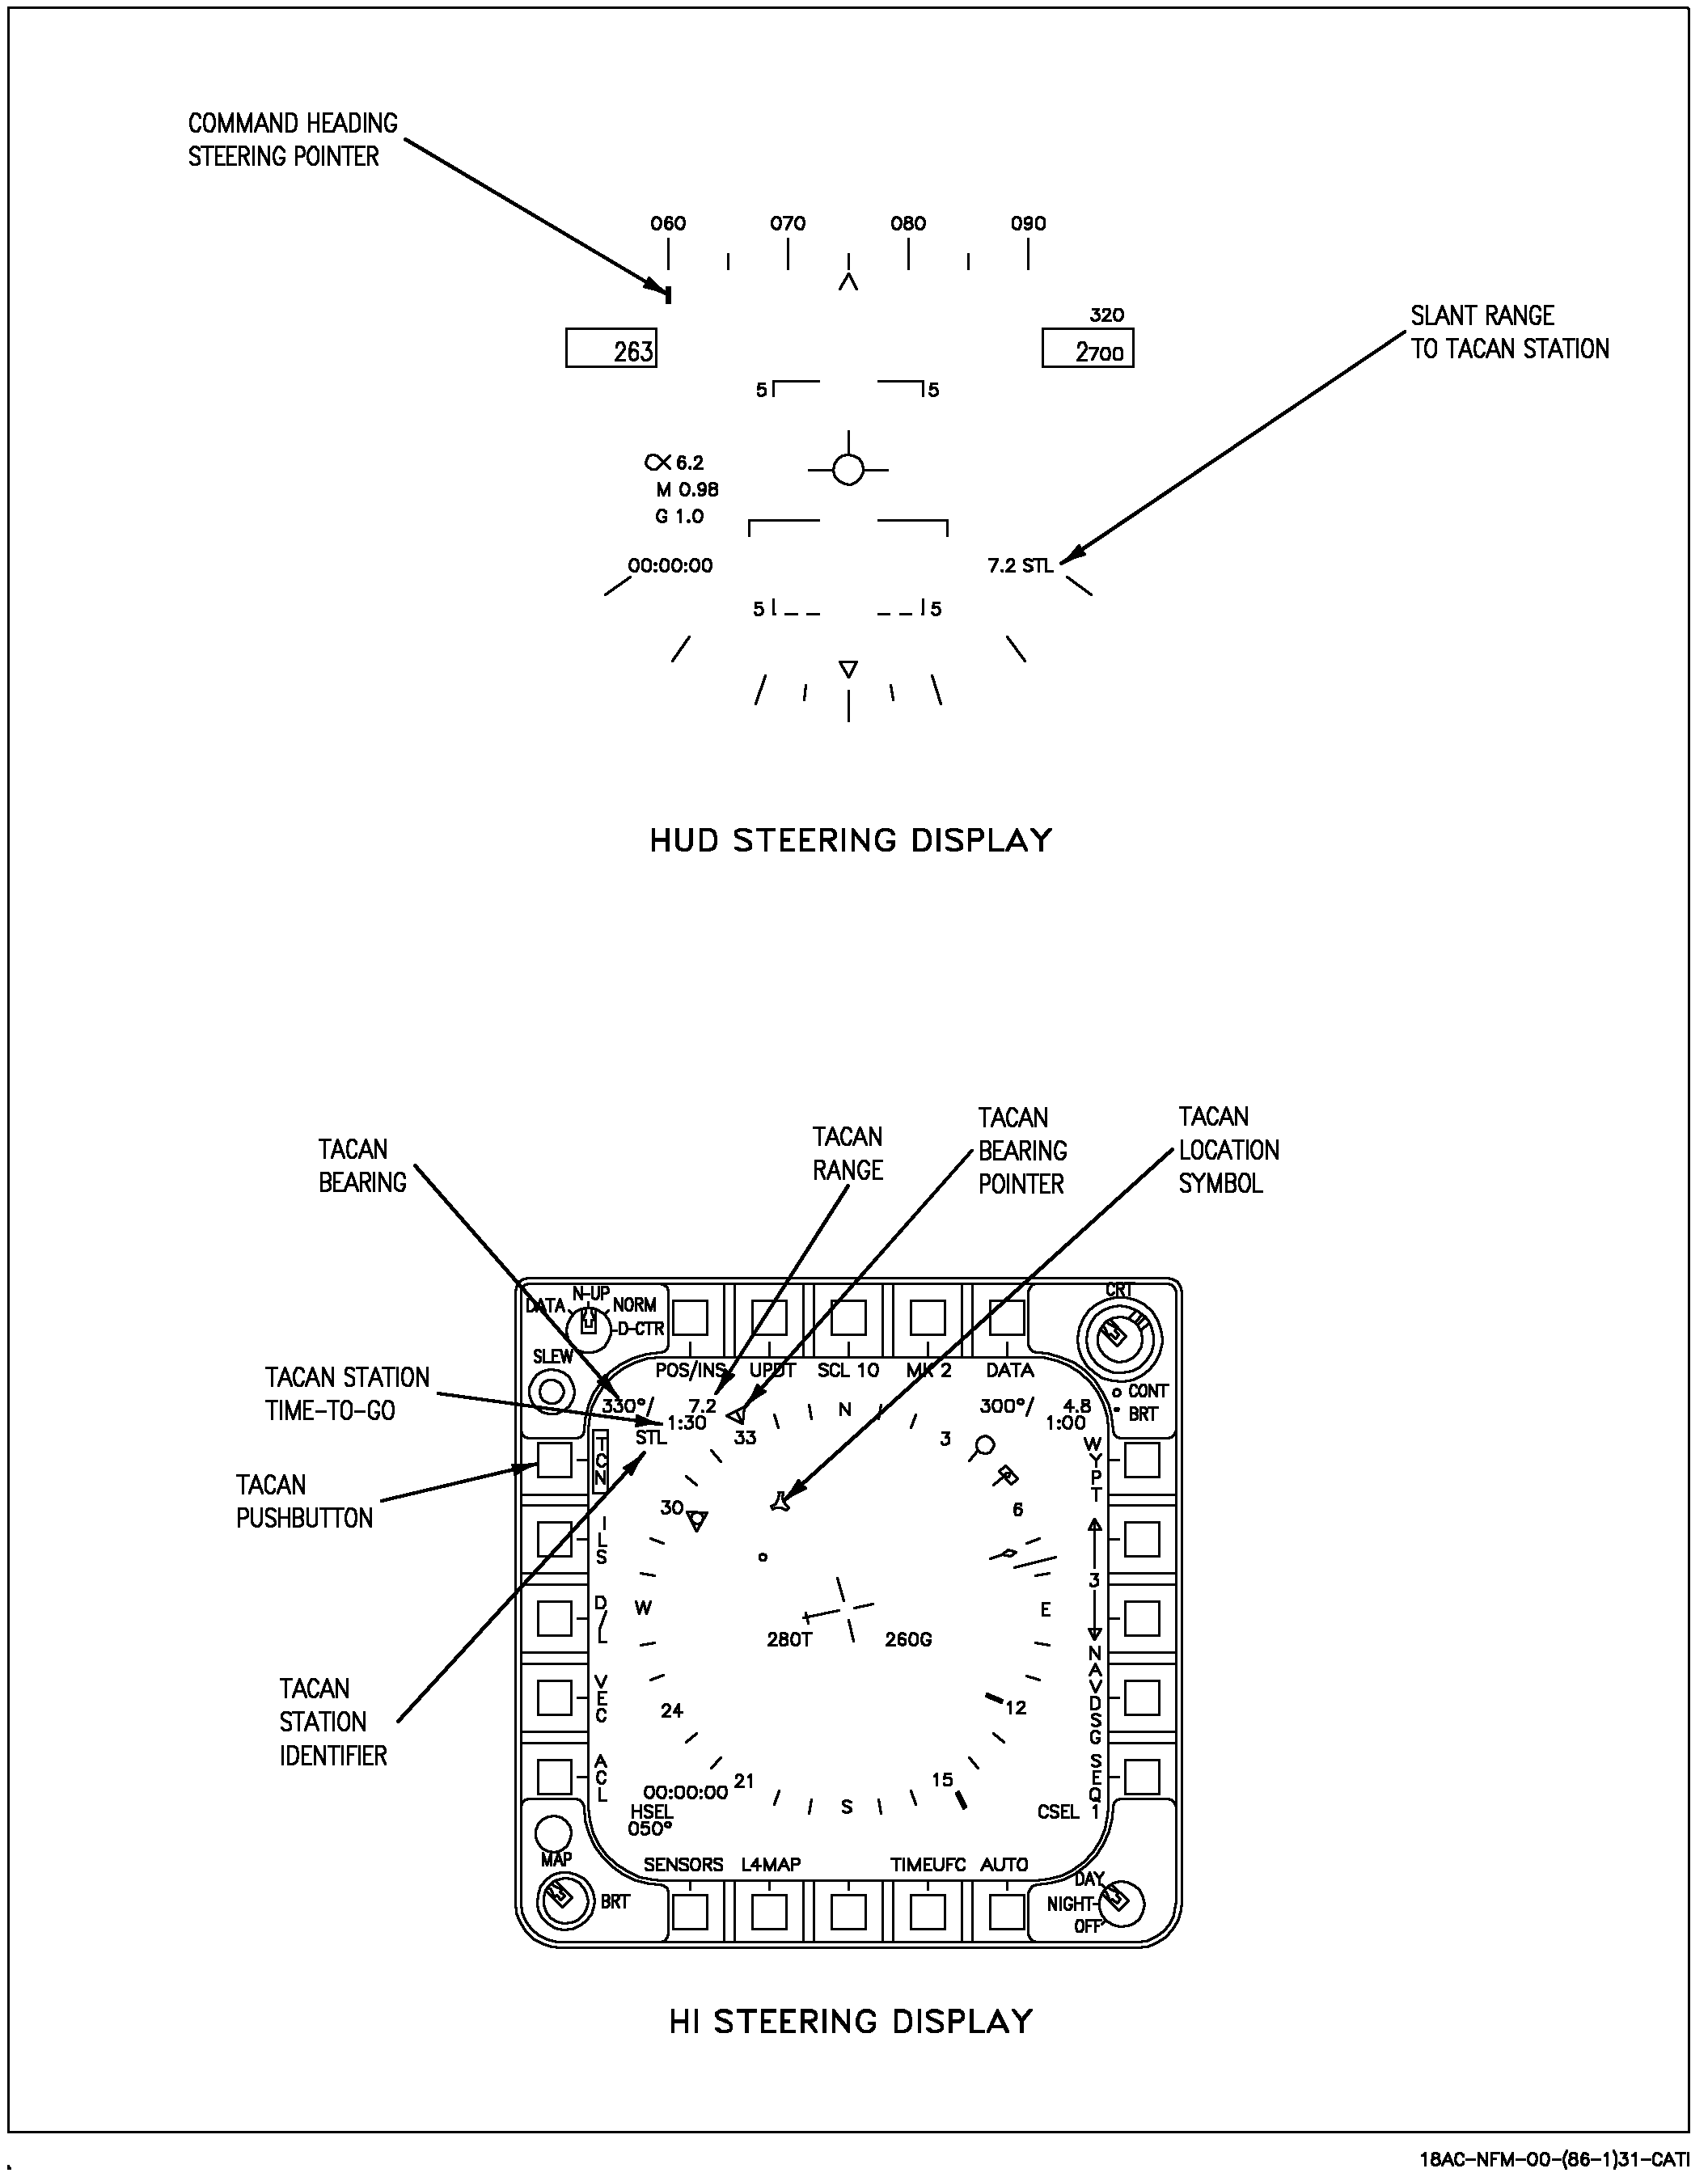 COMMAND HEADING
STEERING POINTER
060 070 080 090
320
263
2700
SLANT RANGE
TO TACAN STATION
5 5
α 6.2
M 0.98
G 1.0
00:00:00
7.2 STL
5 5
HUD STEERING DISPLAY
TACAN
BEARING
TACAN
RANGE
TACAN
BEARING
POINTER
TACAN
LOCATION
SYMBOL
TACAN STATION
TIME-TO-GO
TACAN
PUSHBUTTON
TACAN
STATION
IDENTIFIER
DATA
N-UP
NORM
D-CTR
SLEW
CRT
CONT
BRT
POS/INS UPDT SCL 10 MK 2 DATA
330°/ 7.2
1:30
STL
300°/ 4.8
1:00
TCN
ILS
D/L
VEC
ACL
WYPT
3
NAVDSG
SEQ
N
33
3
30
6
W
E
280T
260G
24
12
21
15
S
00:00:00
HSEL
050°
CSEL 1
SENSORS L4MAP TIMEUFC AUTO
MAP
BRT
DAY
NIGHT
OFF
HI STEERING DISPLAY
18AC-NFM-00-(86-1)31-CATI